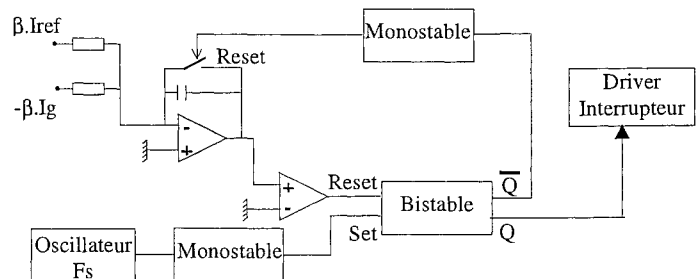 β.Iref
-β.Ig
Reset
Monostable
Driver
Interrupteur
-
+
+
-
Reset
Set
Bistable
Q
Q
Oscillateur
Fs
Monostable